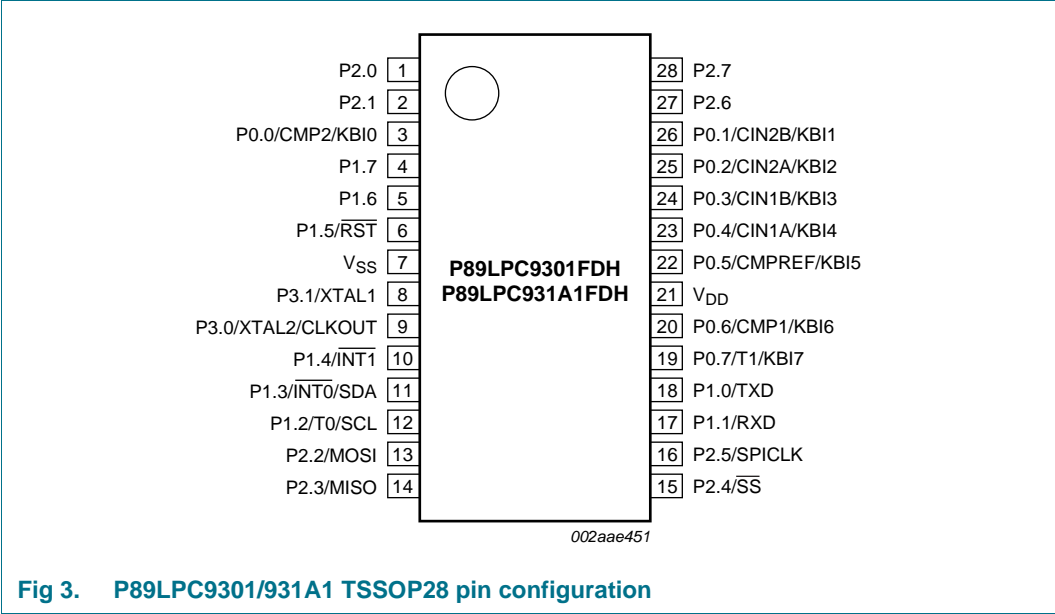 P2.0 1
P2.1 2
P0.0/CMP2/KBI0 3
P1.7 4
P1.6 5
P1.5/R̅S̅T̅ 6
VSS 7
P3.1/XTAL1 8
P3.0/XTAL2/CLKOUT 9
P1.4/I̅N̅T̅1̅ 10
P1.3/I̅N̅T̅0̅/SDA 11
P1.2/T0/SCL 12
P2.2/MOSI 13
P2.3/MISO 14
P89LPC9301FDH
P89LPC931A1FDH
28 P2.7
27 P2.6
26 P0.1/CIN2B/KBI1
25 P0.2/CIN2A/KBI2
24 P0.3/CIN1B/KBI3
23 P0.4/CIN1A/KBI4
22 P0.5/CMPREF/KBI5
21 VDD
20 P0.6/CMP1/KBI6
19 P0.7/T1/KBI7
18 P1.0/TXD
17 P1.1/RXD
16 P2.5/SPICLK
15 P2.4/S̅S̅
002aae451
Fig 3. P89LPC9301/931A1 TSSOP28 pin configuration